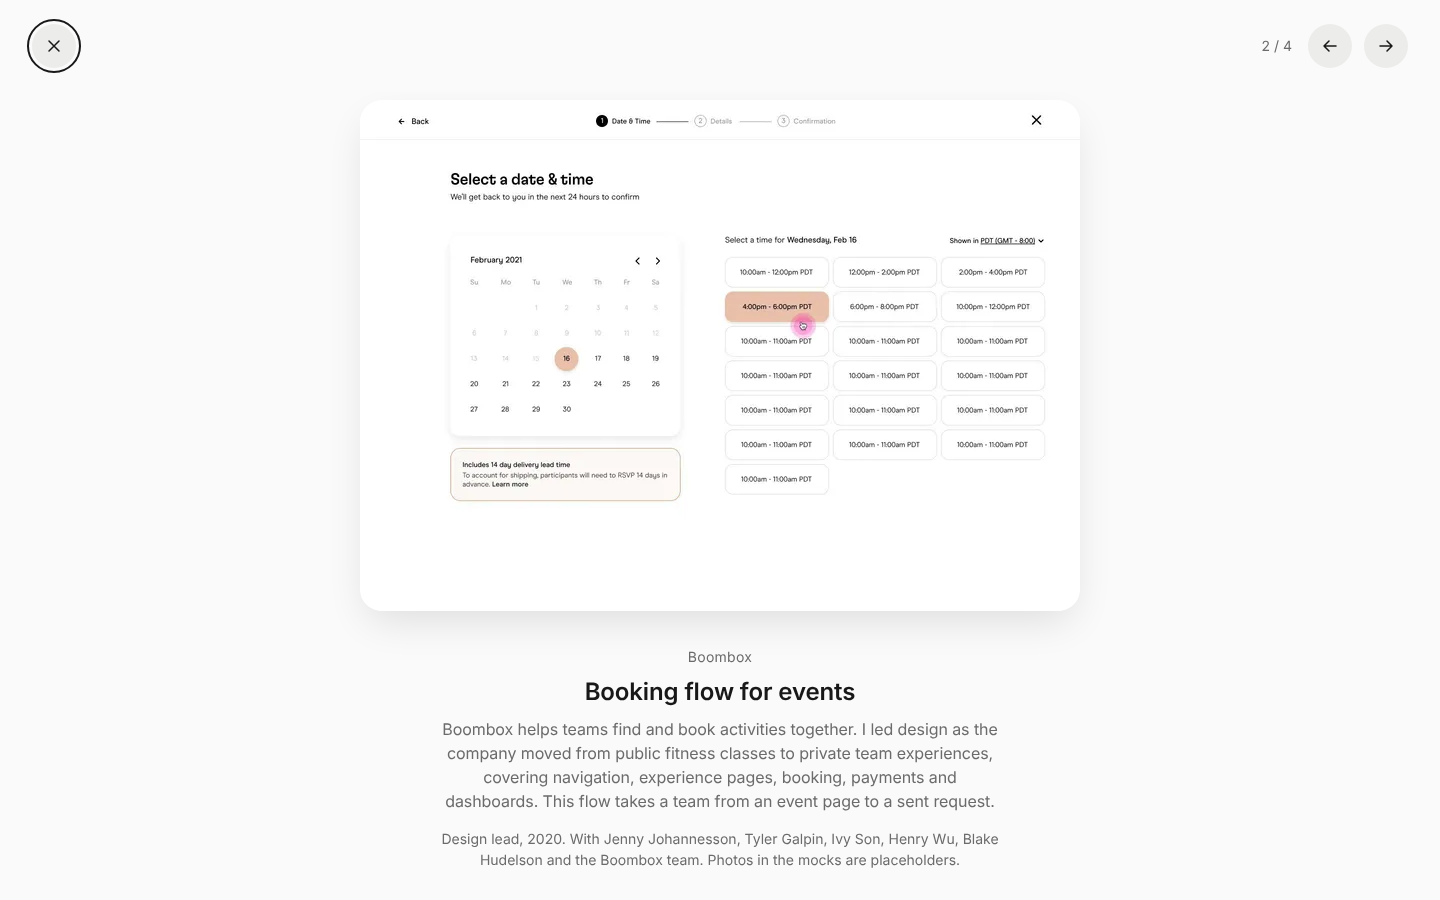 2 / 4
Back
1 Date & Time 2 Details 3 Confirmation
Select a date & time
We'll get back to you in the next 24 hours to confirm
February 2021
Su Mo Tu We Th Fr Sa
1 2 3 4 5
6 7 8 9 10 11 12
13 14 15 16 17 18 19
20 21 22 23 24 25 26
27 28 29 30
Includes 14 day delivery lead time
To account for shipping, participants will need to RSVP 14 days in
advance. Learn more
Select a time for Wednesday, Feb 16
Shown in PDT (GMT - 8:00)
10:00am - 12:00pm PDT 12:00pm - 2:00pm PDT 2:00pm - 4:00pm PDT
4:00pm - 6:00pm PDT 6:00pm - 8:00pm PDT 10:00pm - 12:00pm PDT
10:00am - 11:00am PDT 10:00am - 11:00am PDT 10:00am - 11:00am PDT
10:00am - 11:00am PDT 10:00am - 11:00am PDT 10:00am - 11:00am PDT
10:00am - 11:00am PDT 10:00am - 11:00am PDT 10:00am - 11:00am PDT
10:00am - 11:00am PDT 10:00am - 11:00am PDT 10:00am - 11:00am PDT
10:00am - 11:00am PDT
Boombox
Booking flow for events
Boombox helps teams find and book activities together. I led design as the
company moved from public fitness classes to private team experiences,
covering navigation, experience pages, booking, payments and
dashboards. This flow takes a team from an event page to a sent request.
Design lead, 2020. With Jenny Johannesson, Tyler Galpin, Ivy Son, Henry Wu, Blake
Hudelson and the Boombox team. Photos in the mocks are placeholders.